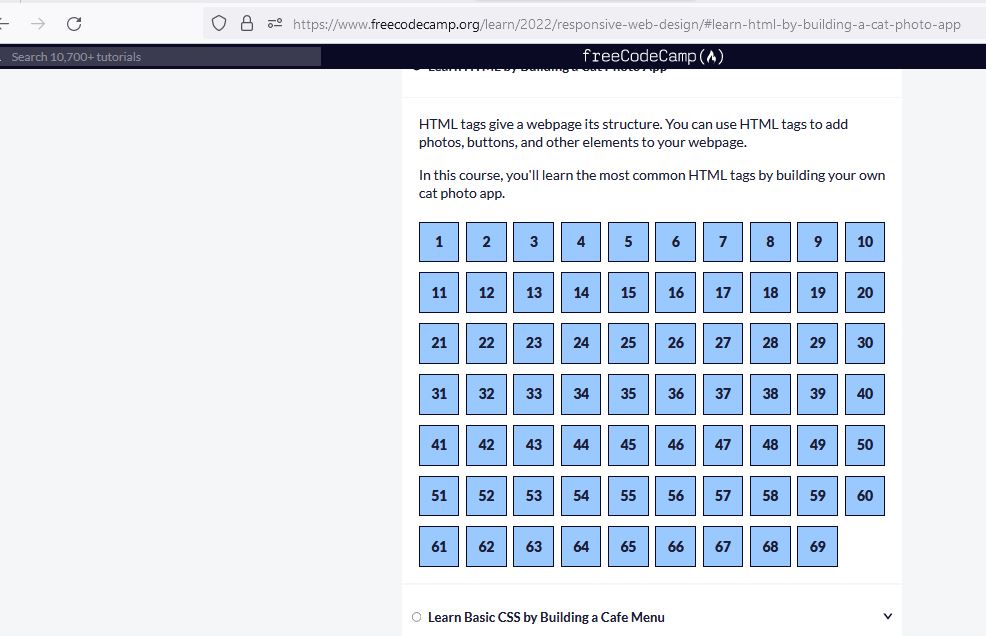 https://www.freecodecamp.org/learn/2022/responsive-web-design/#learn-html-by-building-a-cat-photo-app
Search 10,700+ tutorials
freeCodeCamp(🔥)
Learn HTML by Building a Cat Photo App
HTML tags give a webpage its structure. You can use HTML tags to add
photos, buttons, and other elements to your webpage.
In this course, you'll learn the most common HTML tags by building your own
cat photo app.
1 2 3 4 5 6 7 8 9 10
11 12 13 14 15 16 17 18 19 20
21 22 23 24 25 26 27 28 29 30
31 32 33 34 35 36 37 38 39 40
41 42 43 44 45 46 47 48 49 50
51 52 53 54 55 56 57 58 59 60
61 62 63 64 65 66 67 68 69
Learn Basic CSS by Building a Cafe Menu